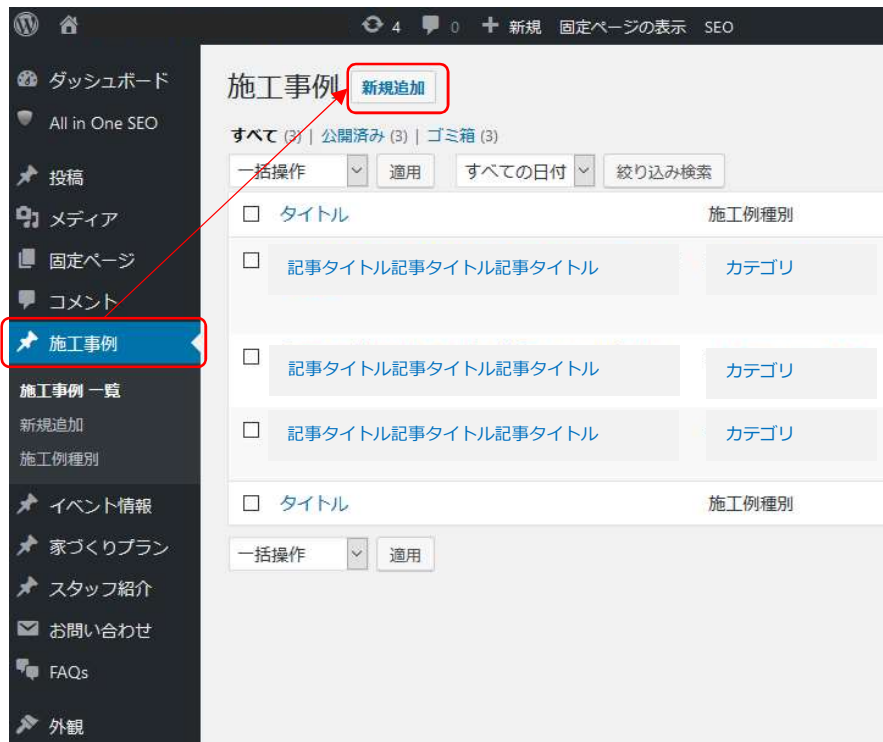 4 0 新規 固定ページの表示 SEO
ダッシュボード
All in One SEO
投稿
メディア
固定ページ
コメント
施工事例
施工事例 一覧
新規追加
施工例種別
イベント情報
家づくりプラン
スタッフ紹介
お問い合わせ
FAQs
外観
施工事例 新規追加
すべて (3) | 公開済み (3) | ゴミ箱 (3)
一括操作 適用 すべての日付 絞り込み検索
タイトル 施工例種別
記事タイトル記事タイトル記事タイトル カテゴリ
記事タイトル記事タイトル記事タイトル カテゴリ
記事タイトル記事タイトル記事タイトル カテゴリ
タイトル 施工例種別
一括操作 適用